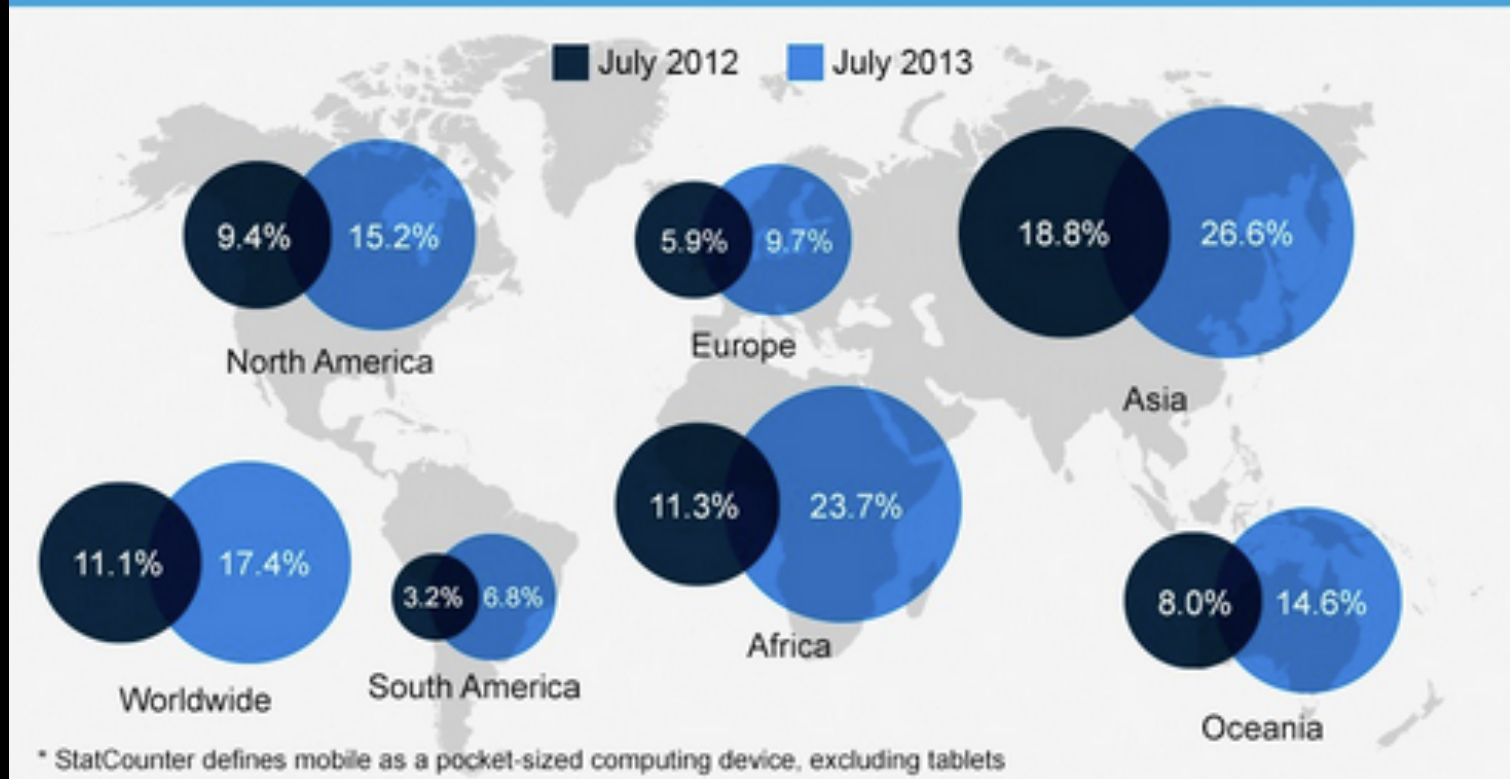 July 2012 July 2013
9.4% 15.2%
North America
5.9% 9.7%
Europe
18.8% 26.6%
Asia
11.1% 17.4%
Worldwide
3.2% 6.8%
South America
11.3% 23.7%
Africa
8.0% 14.6%
Oceania
* StatCounter defines mobile as a pocket-sized computing device, excluding tablets